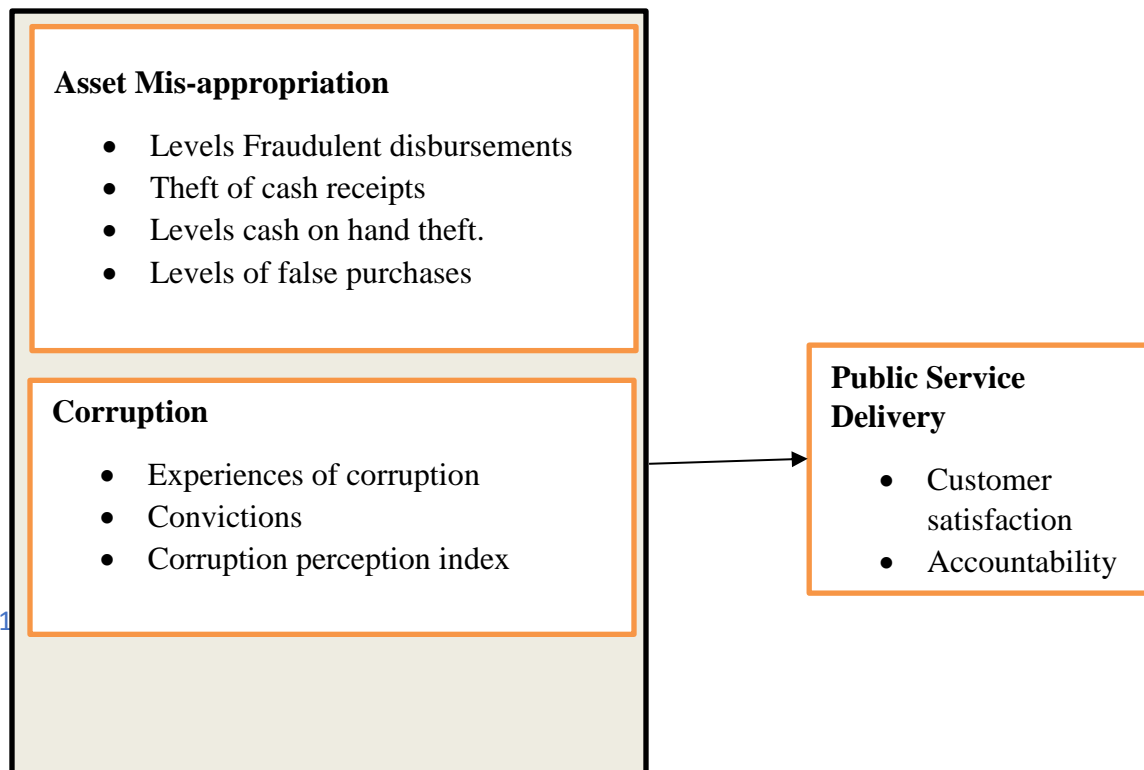 Asset Mis-appropriation
• Levels Fraudulent disbursements
• Theft of cash receipts
• Levels cash on hand theft.
• Levels of false purchases
Corruption
• Experiences of corruption
• Convictions
• Corruption perception index
1
Public Service
Delivery
• Customer
satisfaction
• Accountability